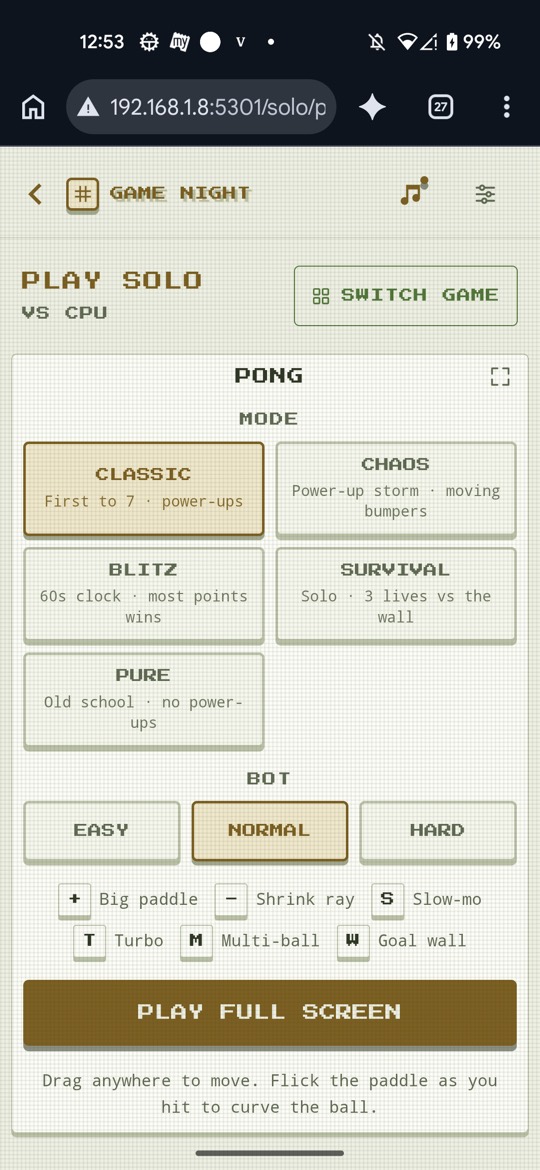 12:53 my V 99%
192.168.1.8:5301/solo/p 27
GAME NIGHT
PLAY SOLO
VS CPU
SWITCH GAME
PONG
MODE
CLASSIC
First to 7 · power-ups
CHAOS
Power-up storm · moving
bumpers
BLITZ
60s clock · most points
wins
SURVIVAL
Solo · 3 lives vs the
wall
PURE
Old school · no power-
ups
BOT
EASY NORMAL HARD
+ Big paddle − Shrink ray S Slow-mo
T Turbo M Multi-ball W Goal wall
PLAY FULL SCREEN
Drag anywhere to move. Flick the paddle as you
hit to curve the ball.